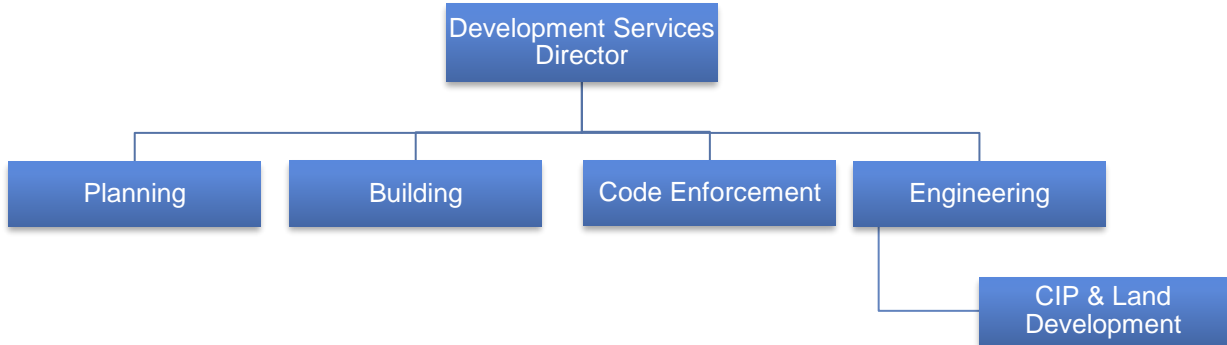 Development Services
Director
Planning
Building
Code Enforcement
Engineering
CIP & Land
Development